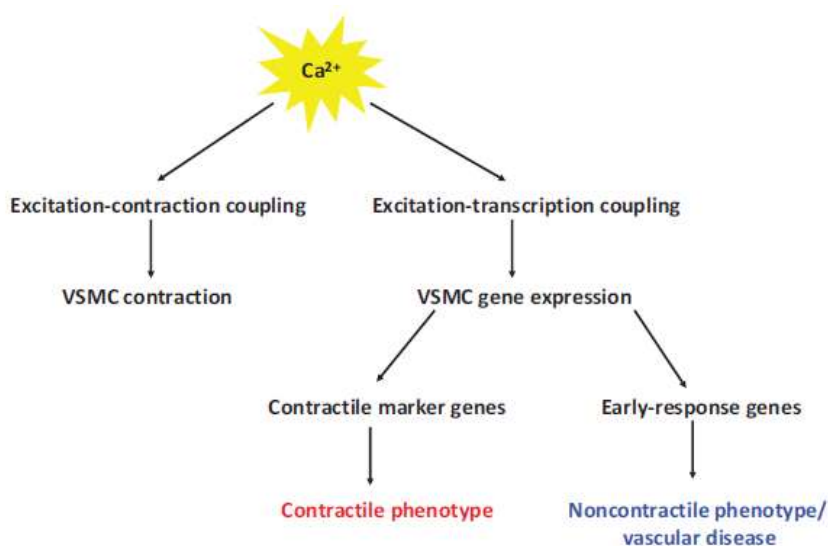 Ca²⁺
Excitation-contraction coupling
Excitation-transcription coupling
VSMC contraction
VSMC gene expression
Contractile marker genes
Early-response genes
Contractile phenotype
Noncontractile phenotype/
vascular disease